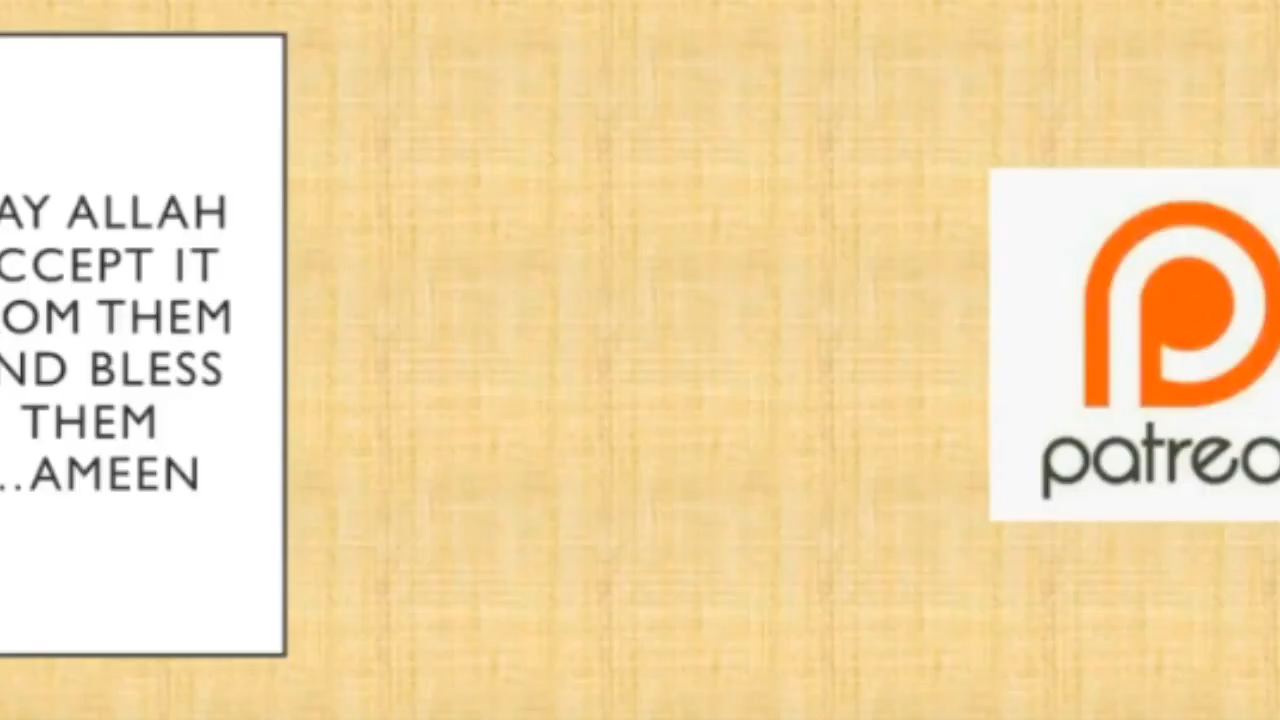 AY ALLAH
CCEPT IT
OM THEM
ND BLESS
THEM
..AMEEN
patreo